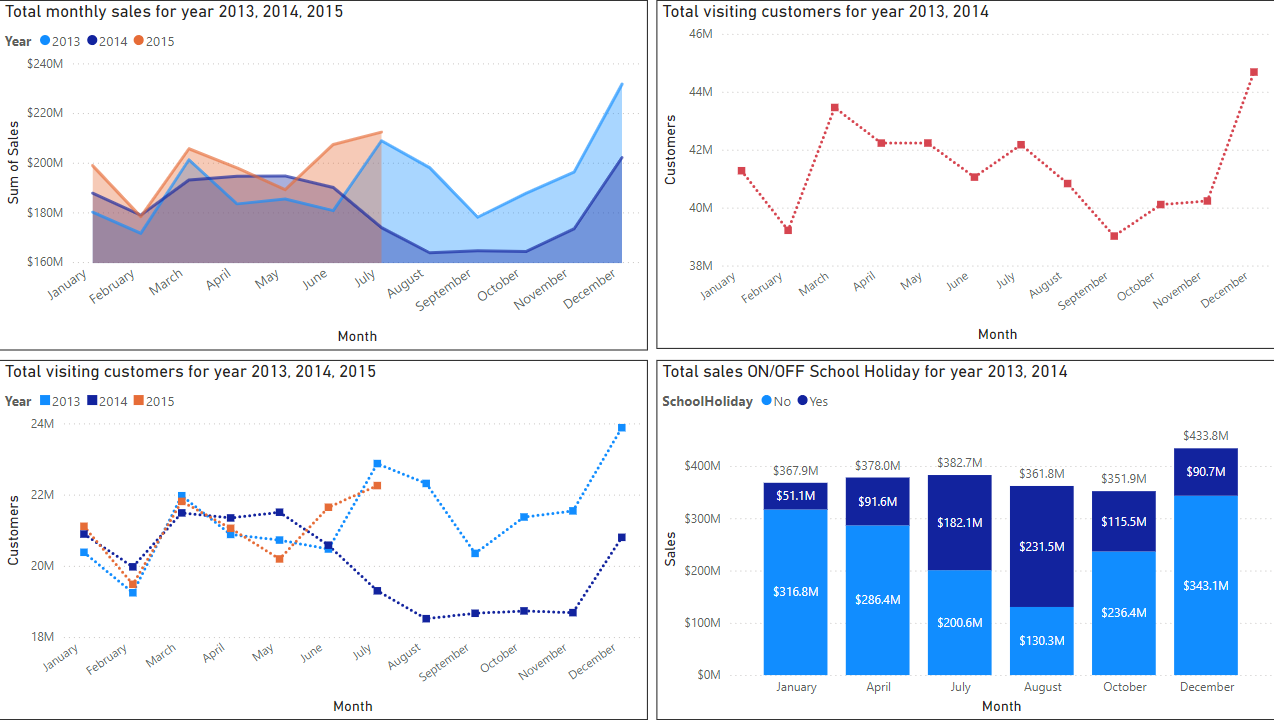 Total monthly sales for year 2013, 2014, 2015
Year 2013 2014 2015
$240M
$220M
$200M
$180M
$160M
Sum of Sales
January February March April May June July August September October November December
Month
Total visiting customers for year 2013, 2014
46M
44M
42M
40M
38M
Customers
January February March April May June July August September October November December
Month
Total visiting customers for year 2013, 2014, 2015
Year 2013 2014 2015
24M
22M
20M
18M
Customers
January February March April May June July August September October November December
Month
Total sales ON/OFF School Holiday for year 2013, 2014
SchoolHoliday No Yes
$400M
$300M
$200M
$100M
$0M
Sales
$367.9M $378.0M $382.7M $361.8M $351.9M $433.8M
$51.1M $91.6M $182.1M $231.5M $115.5M $90.7M
$316.8M $286.4M $200.6M $130.3M $236.4M $343.1M
January April July August October December
Month